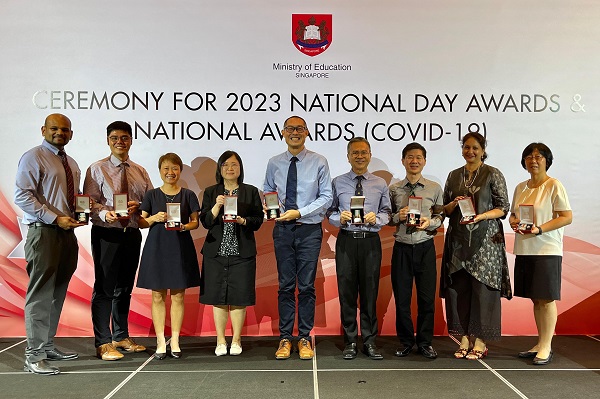 Ministry of Education
SINGAPORE
CEREMONY FOR 2023 NATIONAL DAY AWARDS &
NATIONAL AWARDS (COVID-19)